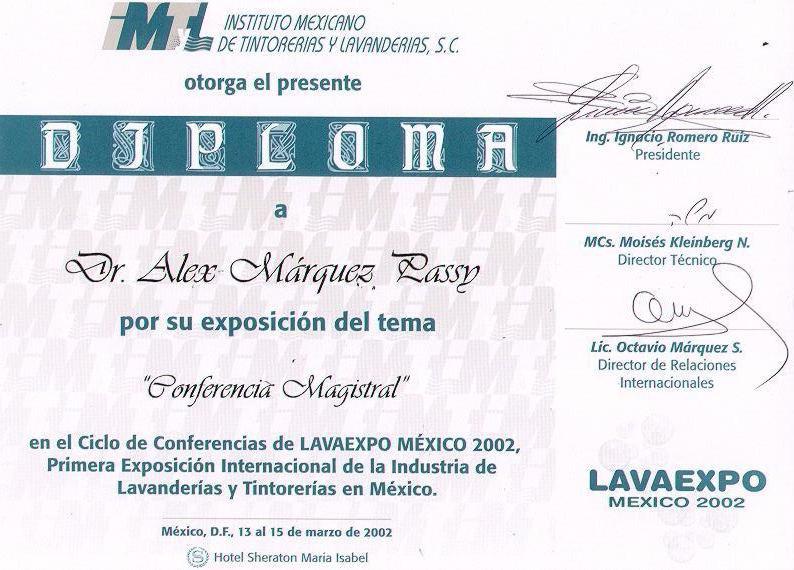 iMTyL
INSTITUTO MEXICANO
DE TINTORERIAS Y LAVANDERIAS, S.C.
otorga el presente
DIPLOMA
a
Dr. Alex Márquez Passy
por su exposición del tema
"Conferencia Magistral"
en el Ciclo de Conferencias de LAVAEXPO MÉXICO 2002,
Primera Exposición Internacional de la Industria de
Lavanderías y Tintorerías en México.
México, D.F., 13 al 15 de marzo de 2002
Hotel Sheraton Maria Isabel
Ing. Ignacio Romero Ruiz
Presidente
MCs. Moisés Kleinberg N.
Director Técnico
Lic. Octavio Márquez S.
Director de Relaciones
Internacionales
LAVAEXPO
MEXICO 2002